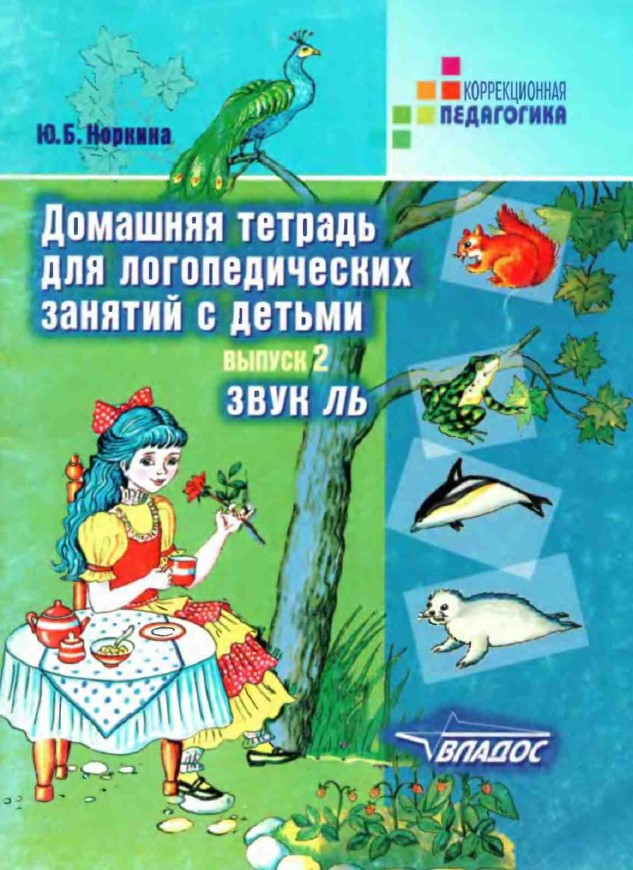 Ю.Б. Норкина
КОРРЕКЦИОННАЯ
ПЕДАГОГИКА
Домашняя тетрадь
для логопедических
занятий с детьми
ВЫПУСК 2
ЗВУК ЛЬ
ВЛАДОС